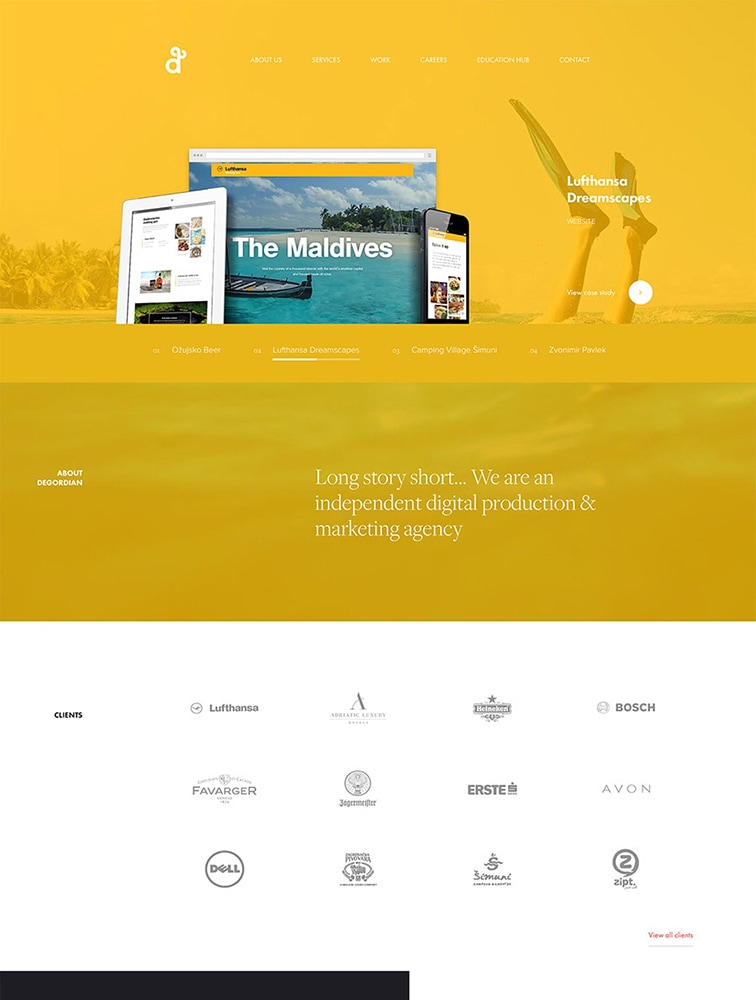 ABOUT US
SERVICES
WORK
CAREERS
EDUCATION HUB
CONTACT
Lufthansa
The Maldives
Lufthansa
Dreamscapes
WEBSITE
View case study
01 Ožujsko Beer
02 Lufthansa Dreamscapes
03 Camping Village Šimuni
04 Zvonimir Pavlek
ABOUT
DEGORDIAN
Long story short... We are an
independent digital production &
marketing agency
CLIENTS
Lufthansa
ADRIATIC LUXURY
HOTELS
Heineken
BOSCH
FAVARGER
Jägermeister
ERSTE
AVON
DELL
PIVOVARA
Šimuni
zipt.
View all clients